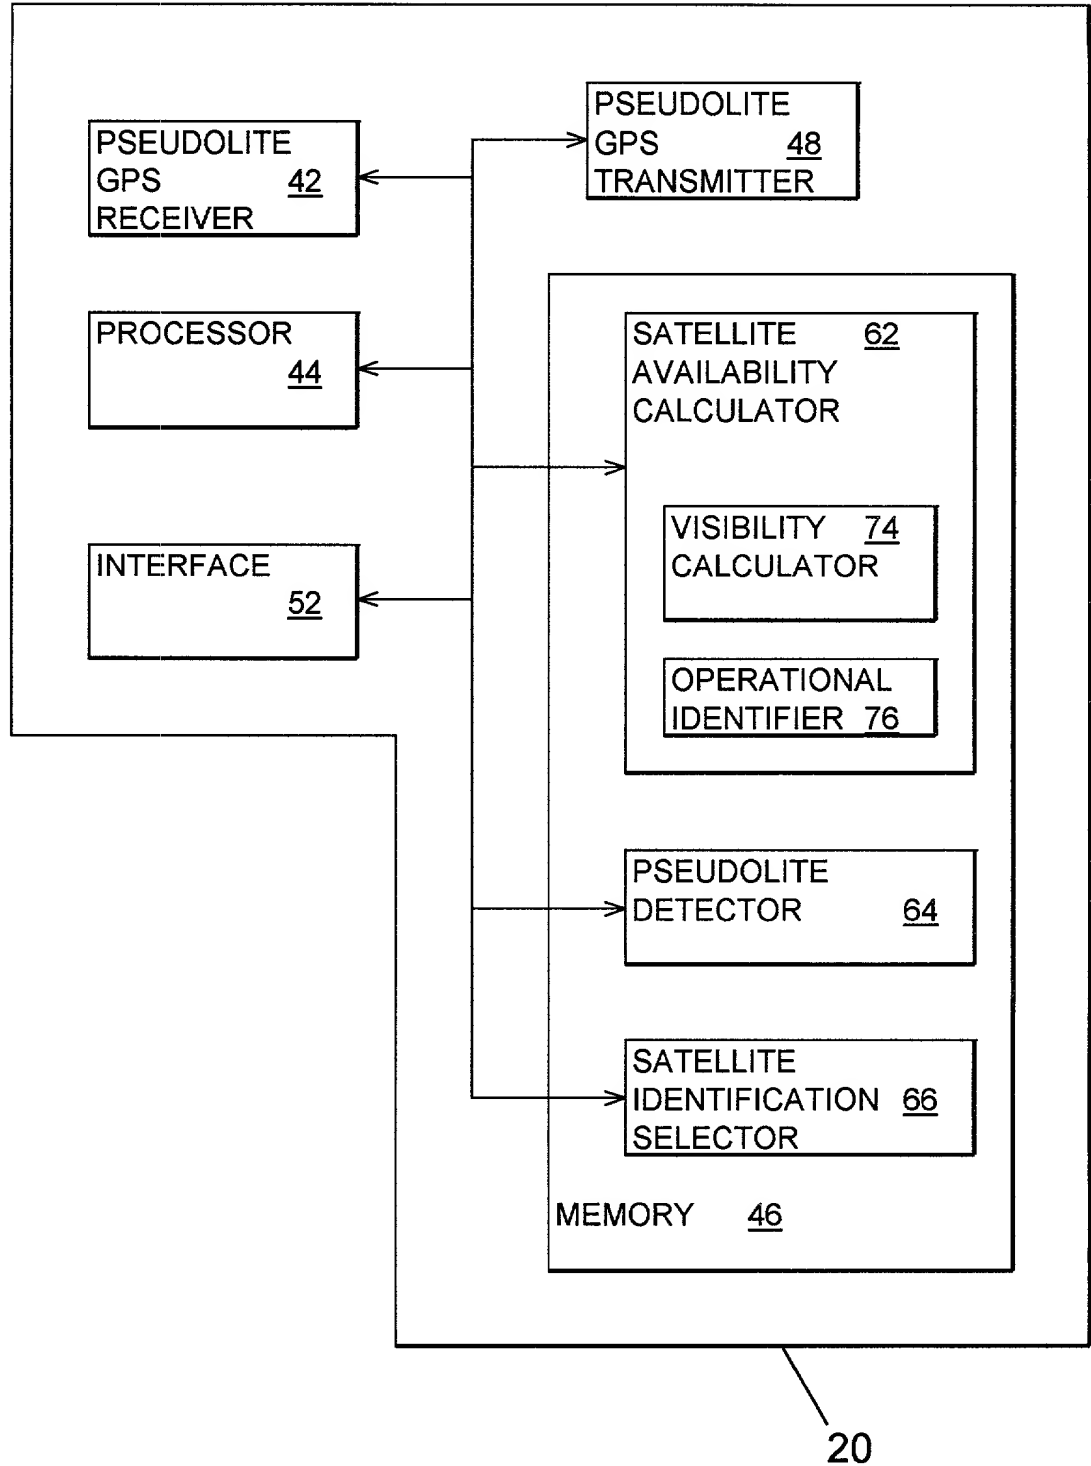 PSEUDOLITE
GPS 48
TRANSMITTER
PSEUDOLITE
GPS 42
RECEIVER
PROCESSOR
44
INTERFACE
52
SATELLITE 62
AVAILABILITY
CALCULATOR
VISIBILITY 74
CALCULATOR
OPERATIONAL
IDENTIFIER 76
PSEUDOLITE
DETECTOR 64
SATELLITE
IDENTIFICATION 66
SELECTOR
MEMORY 46
20